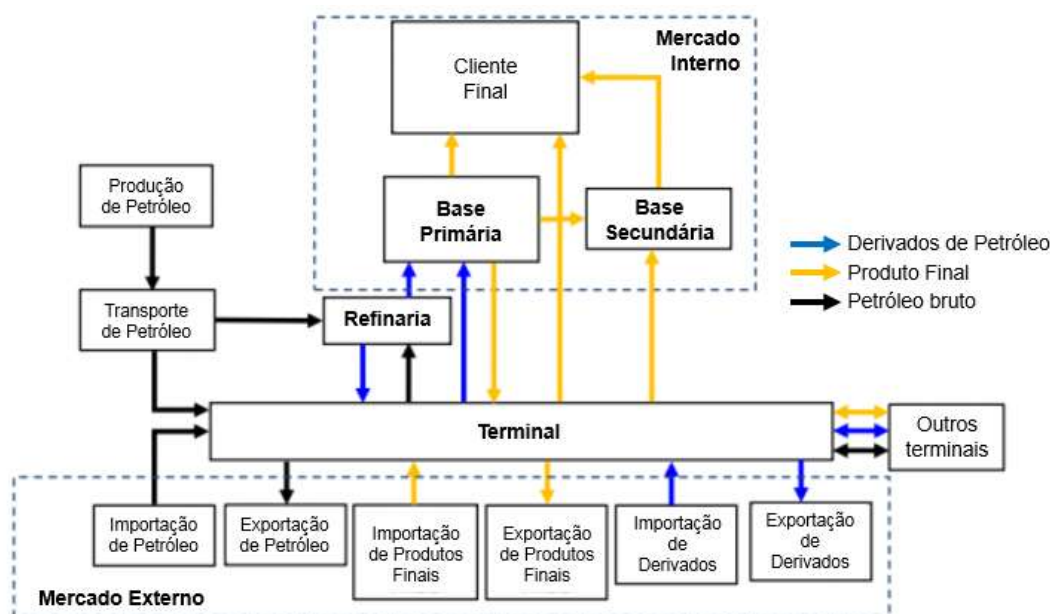 Mercado
Interno
Cliente
Final
Produção
de Petróleo
Base
Primária
Base
Secundária
Derivados de Petróleo
Produto Final
Petróleo bruto
Transporte
de Petróleo
Refinaria
Terminal
Outros
terminais
Importação
de Petróleo
Exportação
de Petróleo
Importação
de Produtos
Finais
Exportação
de Produtos
Finais
Importação
de
Derivados
Exportação
de
Derivados
Mercado Externo